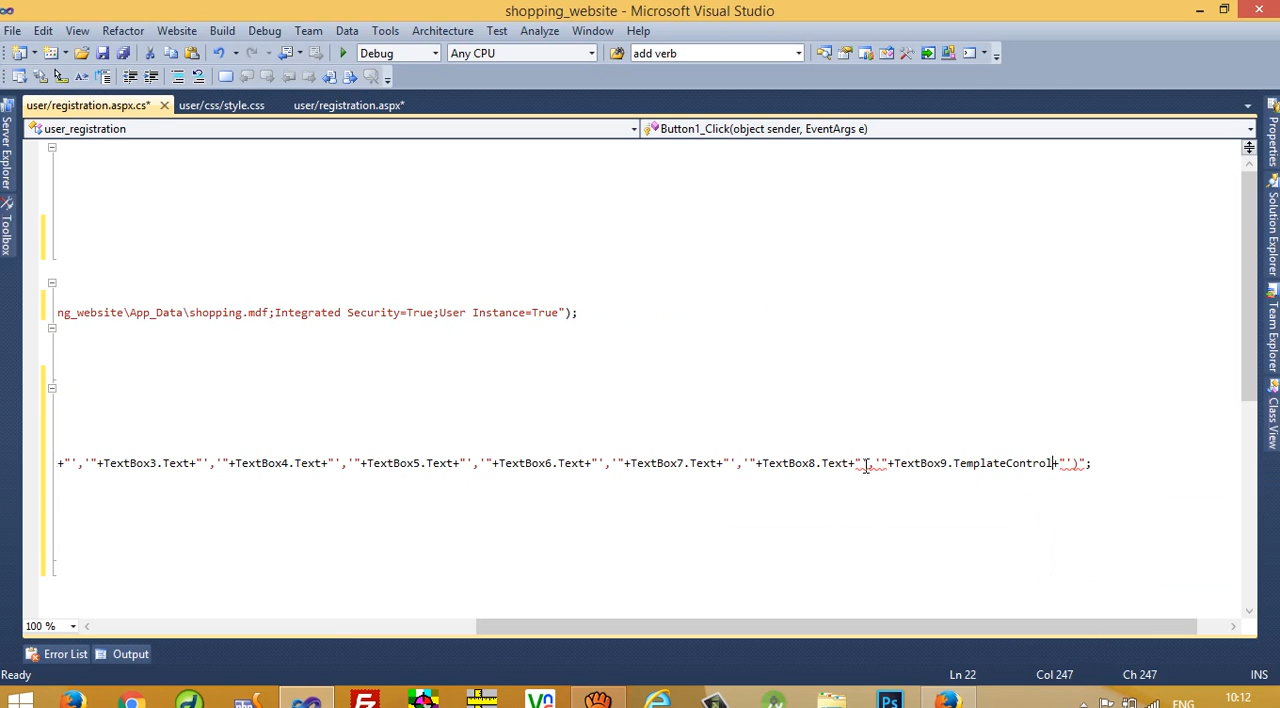 shopping_website - Microsoft Visual Studio
File Edit View Refactor Website Build Debug Team Data Tools Architecture Test Analyze Window Help
Debug Any CPU add verb
user/registration.aspx.cs* user/css/style.css user/registration.aspx*
user_registration Button1_Click(object sender, EventArgs e)
Server Explorer
Toolbox
Properties
Solution Explorer
Team Explorer
Class View
ng_website\App_Data\shopping.mdf;Integrated Security=True;User Instance=True");
+"','"+TextBox3.Text+"','"+TextBox4.Text+"','"+TextBox5.Text+"','"+TextBox6.Text+"','"+TextBox7.Text+"','"+TextBox8.Text+"','"+TextBox9.TemplateControl+"')";
100 %
Error List Output
Ready Ln 22 Col 247 Ch 247 INS
ENG 10:12